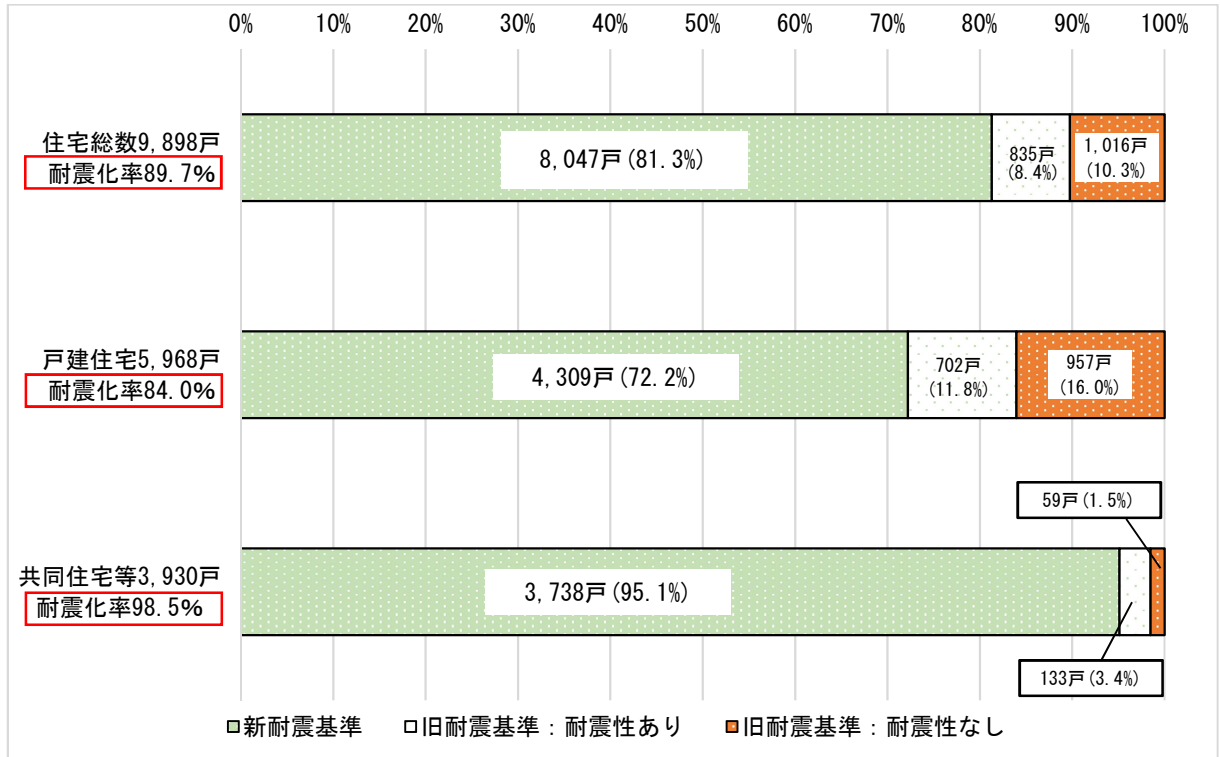 0% 10% 20% 30% 40% 50% 60% 70% 80% 90% 100%
住宅総数9,898戸
耐震化率89.7%
8,047戸(81.3%)
835戸
(8.4%)
1,016戸
(10.3%)
戸建住宅5,968戸
耐震化率84.0%
4,309戸(72.2%)
702戸
(11.8%)
957戸
(16.0%)
59戸(1.5%)
共同住宅等3,930戸
耐震化率98.5%
3,738戸(95.1%)
133戸(3.4%)
新耐震基準 旧耐震基準：耐震性あり 旧耐震基準：耐震性なし